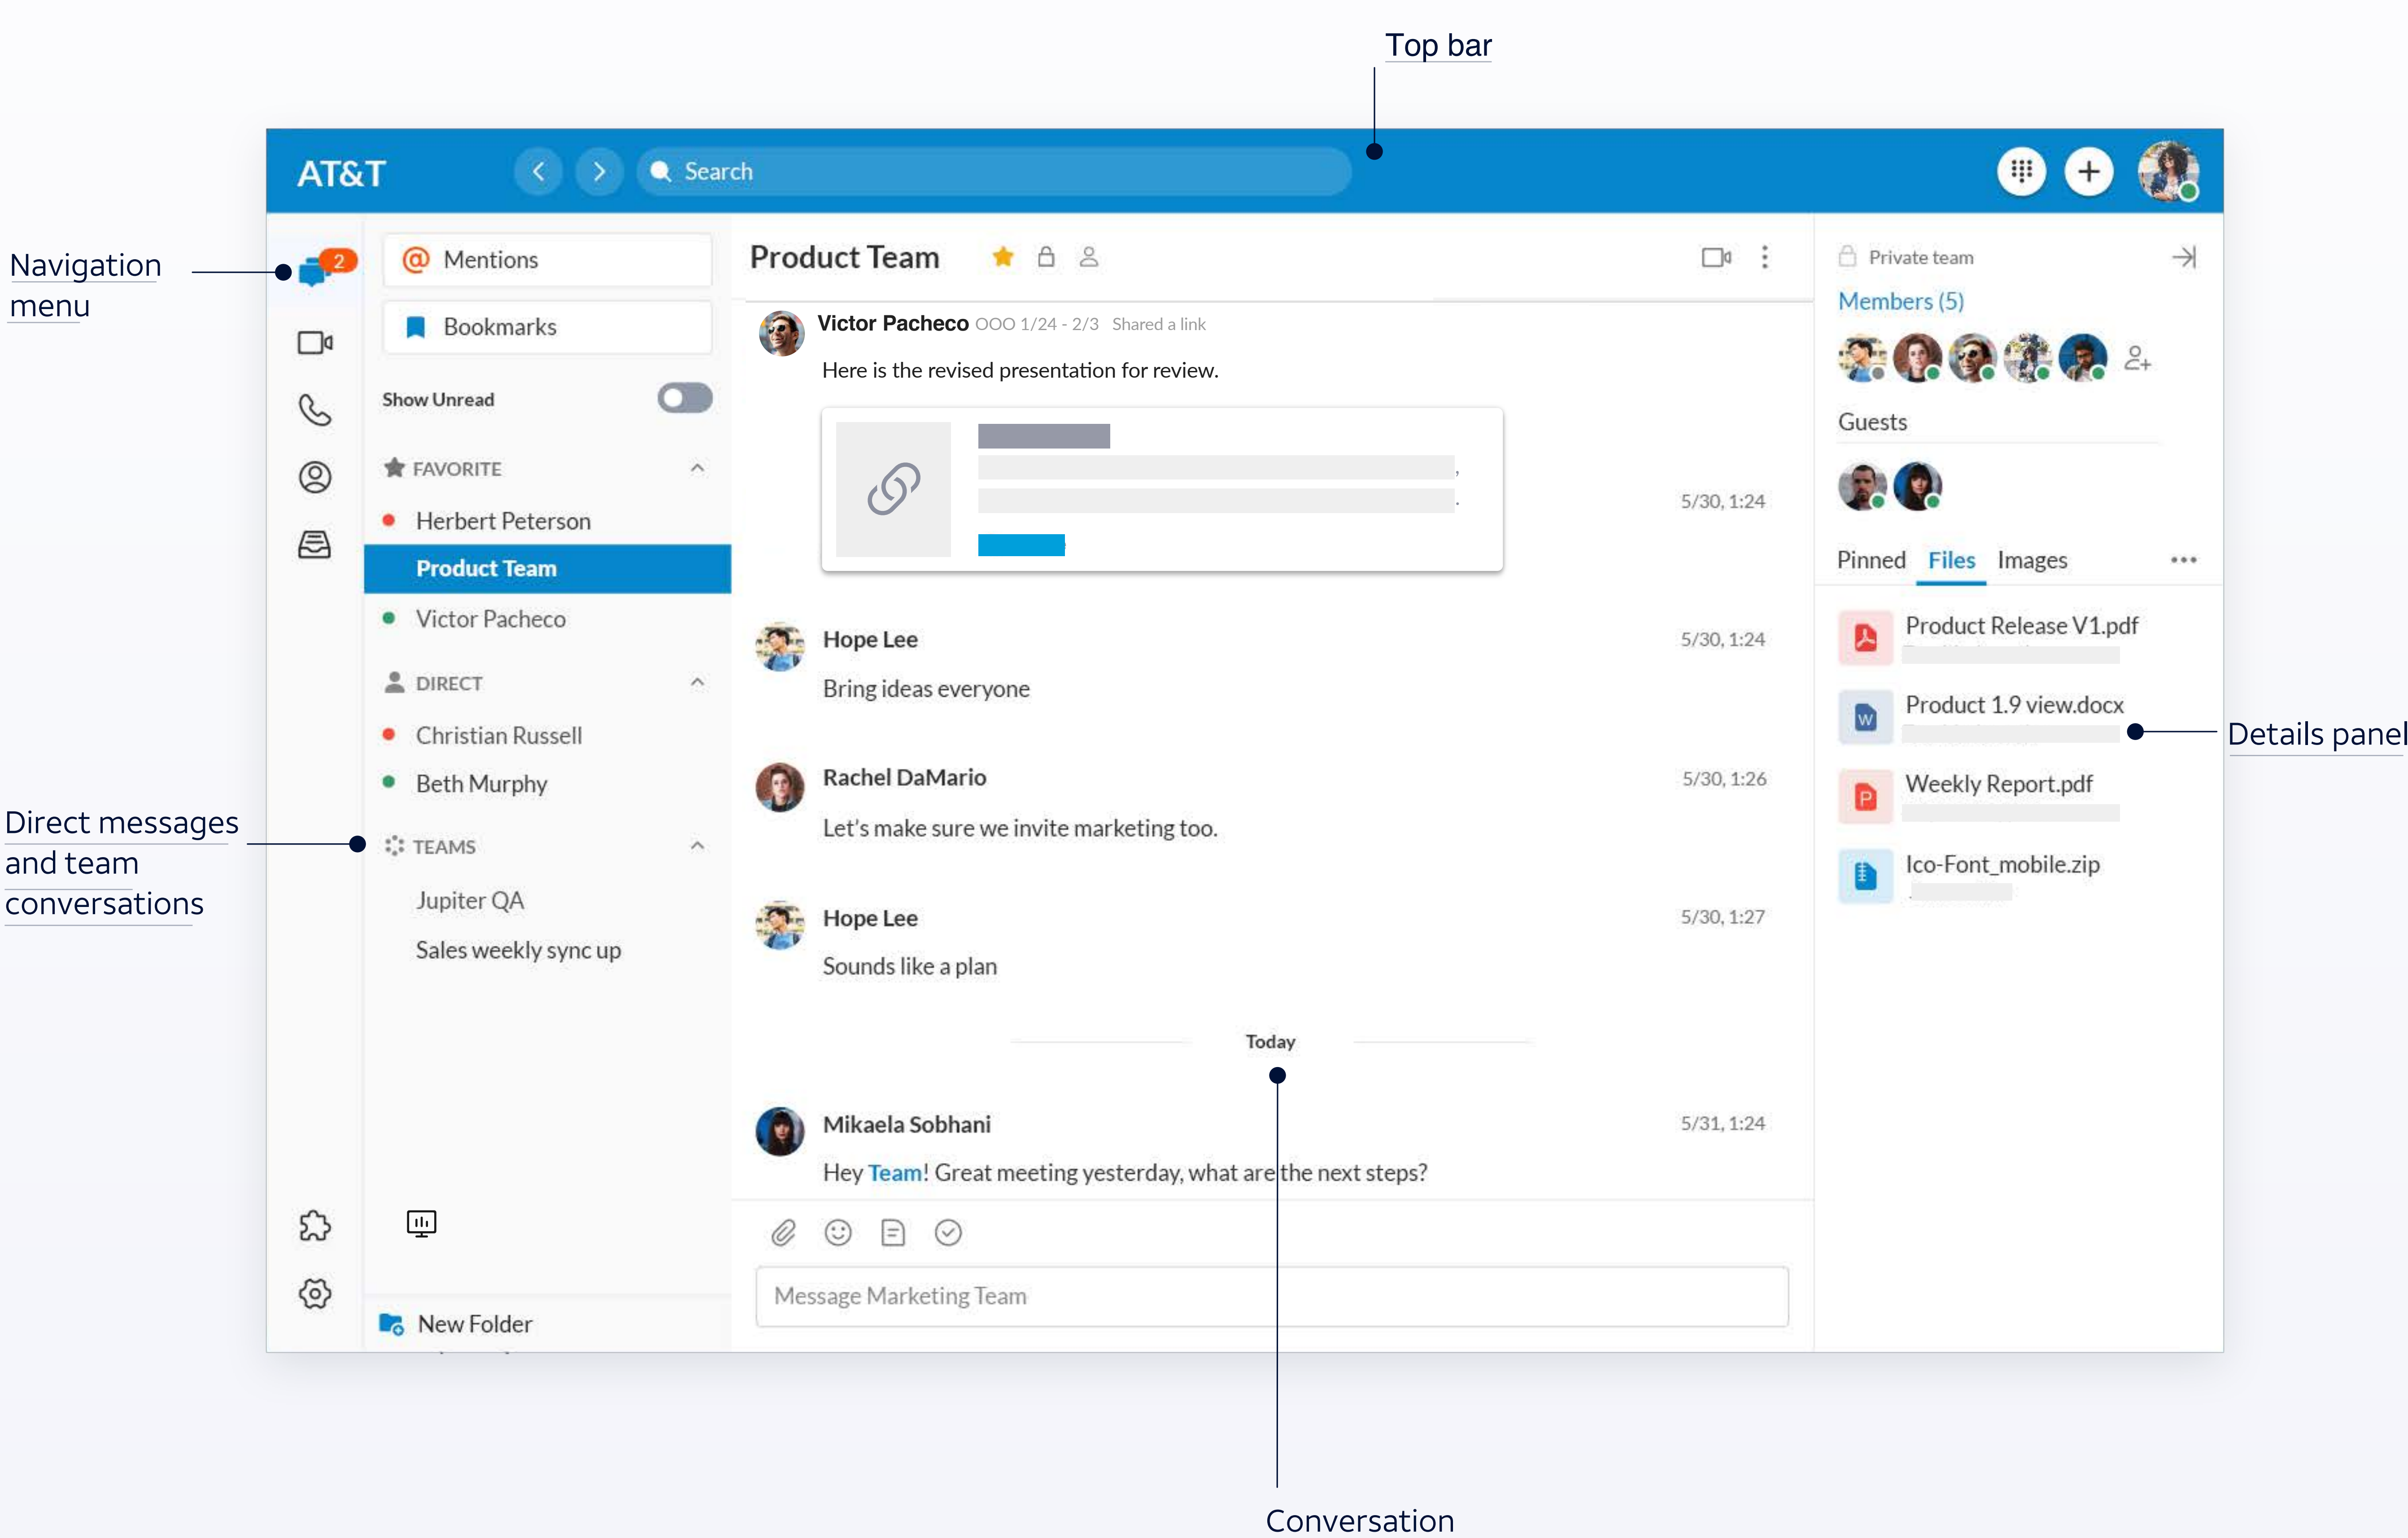 Top bar
AT&T
Search
Navigation
menu
2
Mentions
Bookmarks
Show Unread
FAVORITE
Herbert Peterson
Product Team
Victor Pacheco
DIRECT
Christian Russell
Beth Murphy
Direct messages
and team
conversations
TEAMS
Jupiter QA
Sales weekly sync up
New Folder
Product Team
Victor Pacheco OOO 1/24 - 2/3 Shared a link
Here is the revised presentation for review.
,
.
5/30, 1:24
Hope Lee 5/30, 1:24
Bring ideas everyone
Rachel DaMario 5/30, 1:26
Let's make sure we invite marketing too.
Hope Lee 5/30, 1:27
Sounds like a plan
Today
Mikaela Sobhani 5/31, 1:24
Hey Team! Great meeting yesterday, what are the next steps?
Message Marketing Team
Private team
Members (5)
Guests
Pinned Files Images
Product Release V1.pdf
W
Product 1.9 view.docx
P
Weekly Report.pdf
Ico-Font_mobile.zip
Details panel
Conversation